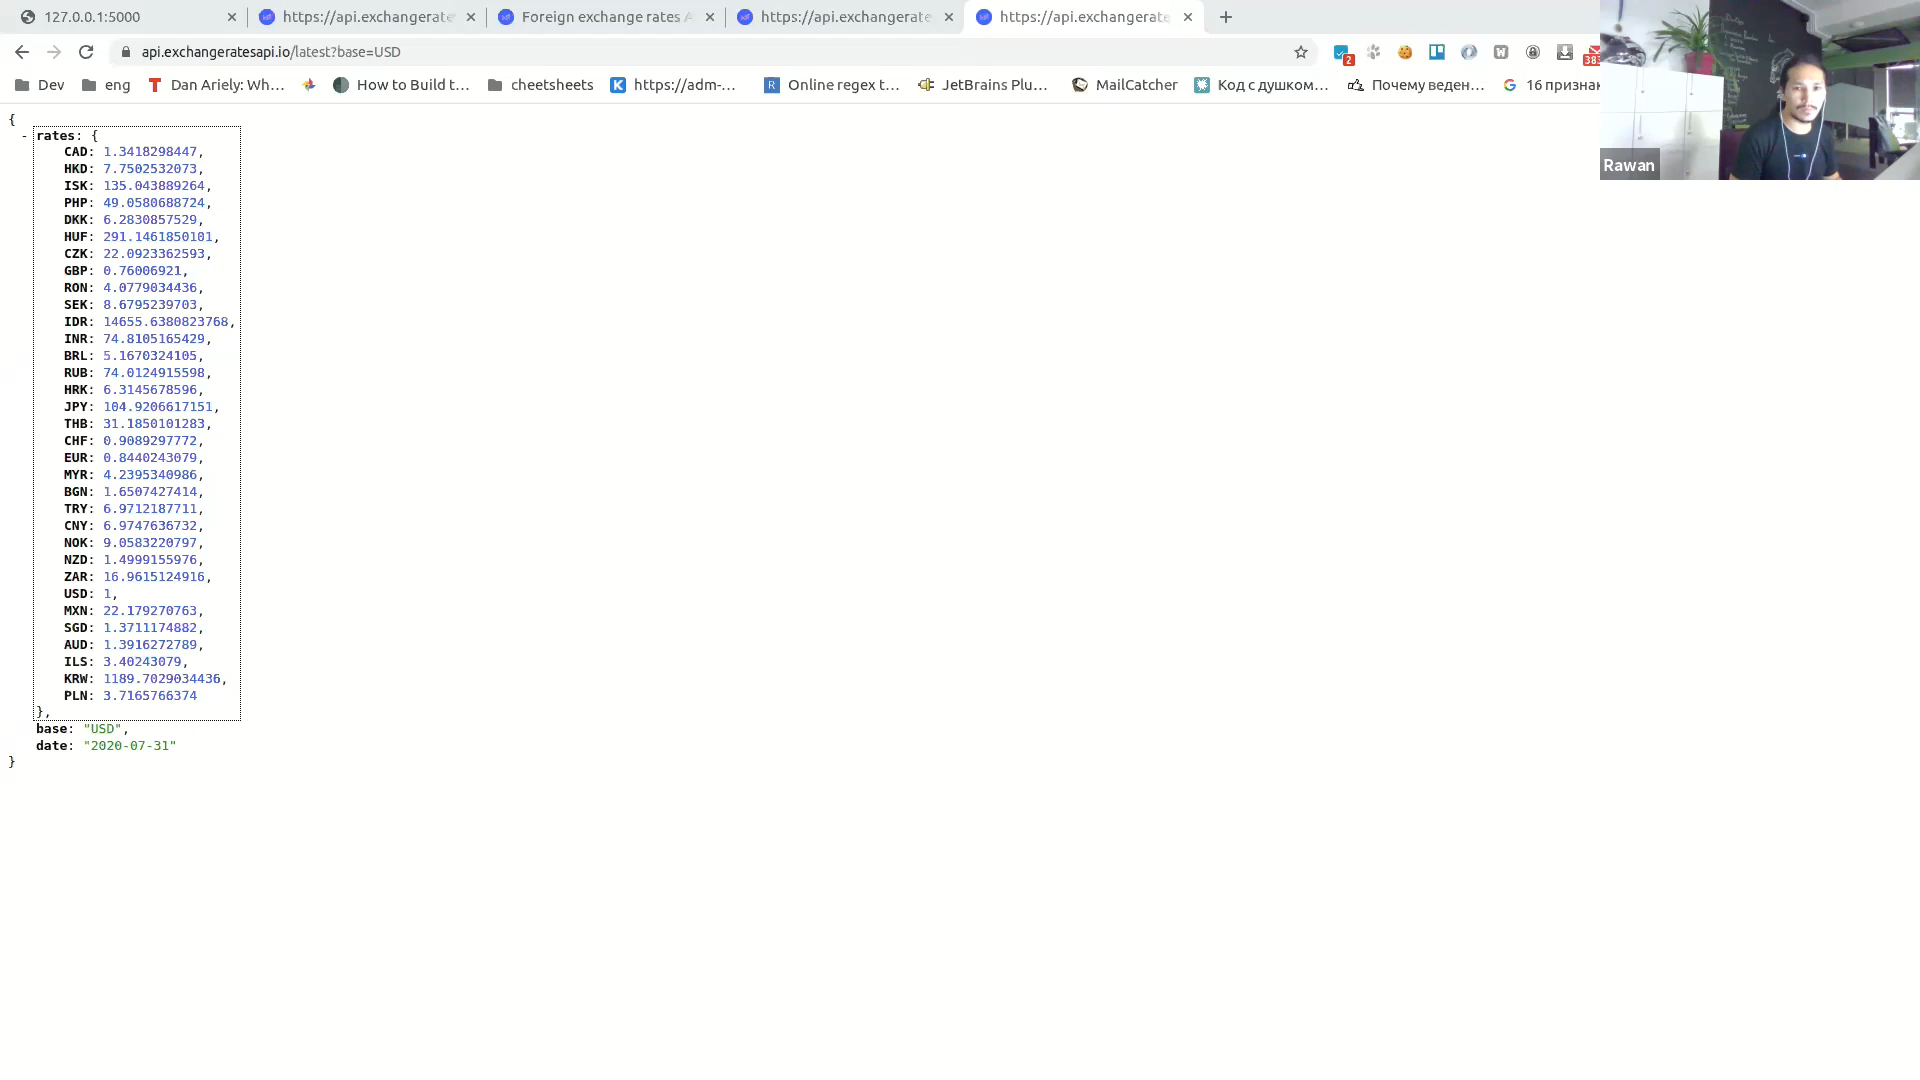 127.0.0.1:5000
https://api.exchangerate
Foreign exchange rates A
https://api.exchangerate
https://api.exchangerate
api.exchangeratesapi.io/latest?base=USD
2
383
Dev
eng
Dan Ariely: Wh...
How to Build t...
cheetsheets
https://adm-...
Online regex t...
JetBrains Plu...
MailCatcher
Код с душком...
Почему веден...
16 признак
Rawan
{
- rates: {
CAD: 1.3418298447,
HKD: 7.7502532073,
ISK: 135.043889264,
PHP: 49.0580688724,
DKK: 6.2830857529,
HUF: 291.1461850101,
CZK: 22.0923362593,
GBP: 0.76006921,
RON: 4.0779034436,
SEK: 8.6795239703,
IDR: 14655.6380823768,
INR: 74.8105165429,
BRL: 5.1670324105,
RUB: 74.0124915598,
HRK: 6.3145678596,
JPY: 104.9206617151,
THB: 31.1850101283,
CHF: 0.9089297772,
EUR: 0.8440243079,
MYR: 4.2395340986,
BGN: 1.6507427414,
TRY: 6.9712187711,
CNY: 6.9747636732,
NOK: 9.0583220797,
NZD: 1.4999155976,
ZAR: 16.9615124916,
USD: 1,
MXN: 22.179270763,
SGD: 1.3711174882,
AUD: 1.3916272789,
ILS: 3.40243079,
KRW: 1189.7029034436,
PLN: 3.7165766374
},
base: "USD",
date: "2020-07-31"
}